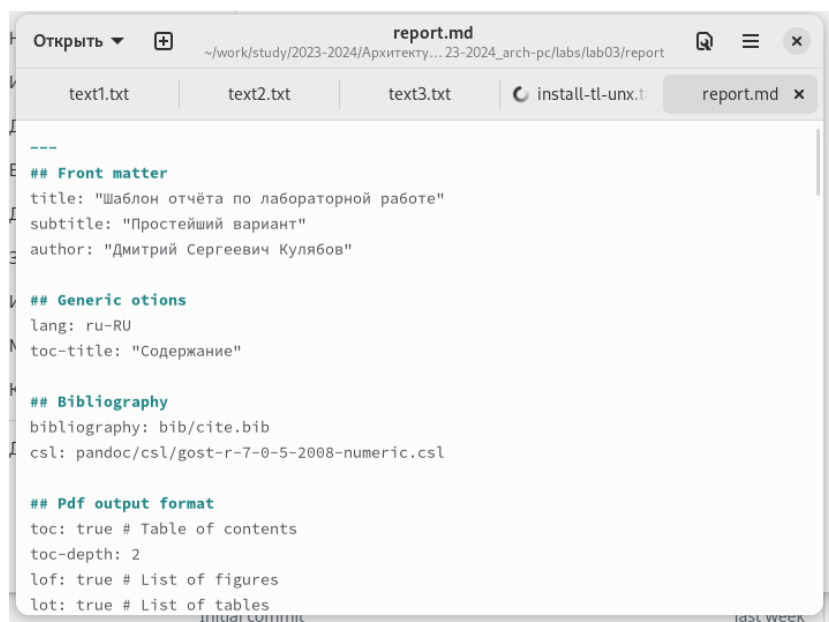 Открыть
report.md
~/work/study/2023-2024/Архитекту…23-2024_arch-pc/labs/lab03/report
text1.txt text2.txt text3.txt install-tl-unx.t report.md
---
## Front matter
title: "Шаблон отчёта по лабораторной работе"
subtitle: "Простейший вариант"
author: "Дмитрий Сергеевич Кулябов"
## Generic otions
lang: ru-RU
toc-title: "Содержание"
## Bibliography
bibliography: bib/cite.bib
csl: pandoc/csl/gost-r-7-0-5-2008-numeric.csl
## Pdf output format
toc: true # Table of contents
toc-depth: 2
lof: true # List of figures
lot: true # List of tables
Initial commit last week